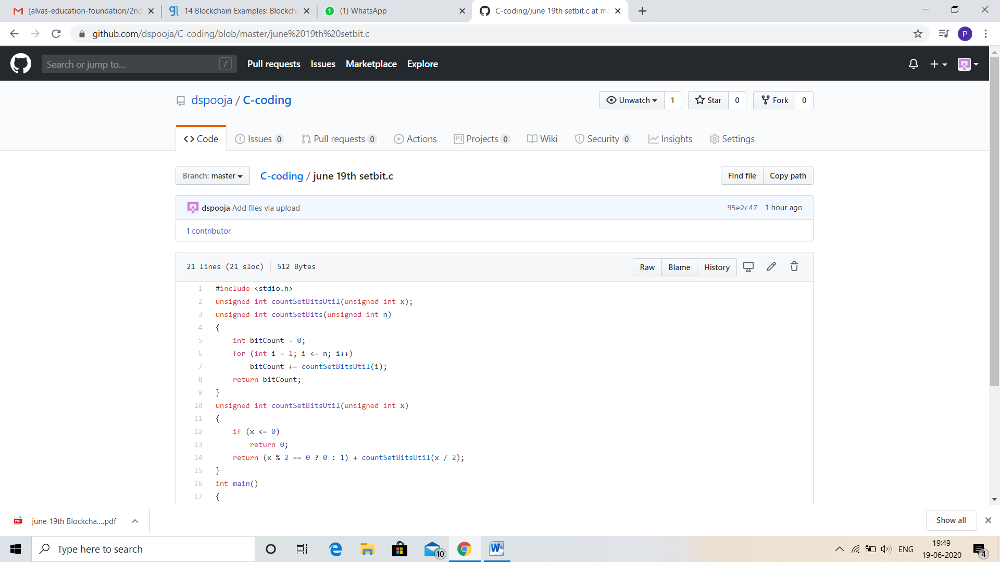 [alvas-education-foundation/2nd
14 Blockchain Examples: Blockcha
(1) WhatsApp
C-coding/june 19th setbit.c at ma
github.com/dspooja/C-coding/blob/master/june%2019th%20setbit.c
P
Search or jump to...
/
Pull requests Issues Marketplace Explore
dspooja / C-coding
Unwatch 1 Star 0 Fork 0
Code Issues 0 Pull requests 0 Actions Projects 0 Wiki Security 0 Insights Settings
Branch: master C-coding / june 19th setbit.c Find file Copy path
dspooja Add files via upload 95e2c47 1 hour ago
1 contributor
21 lines (21 sloc) 512 Bytes Raw Blame History
1 #include <stdio.h>
2 unsigned int countSetBitsUtil(unsigned int x);
3 unsigned int countSetBits(unsigned int n)
4 {
5     int bitCount = 0;
6     for (int i = 1; i <= n; i++)
7         bitCount += countSetBitsUtil(i);
8     return bitCount;
9 }
10 unsigned int countSetBitsUtil(unsigned int x)
11 {
12     if (x <= 0)
13         return 0;
14     return (x % 2 == 0 ? 0 : 1) + countSetBitsUtil(x / 2);
15 }
16 int main()
17 {
PDF june 19th Blockcha....pdf Show all
Type here to search
10
ENG
19:49
19-06-2020
4